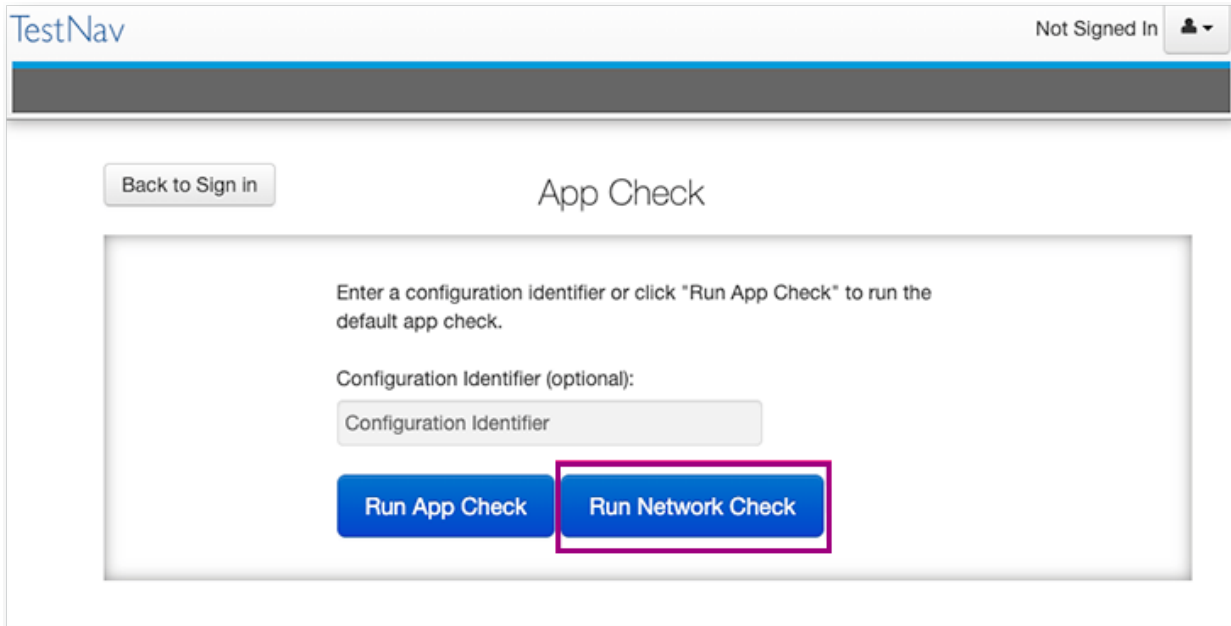 TestNav
Not Signed In
Back to Sign in
App Check
Enter a configuration identifier or click "Run App Check" to run the
default app check.
Configuration Identifier (optional):
Configuration Identifier
Run App Check
Run Network Check